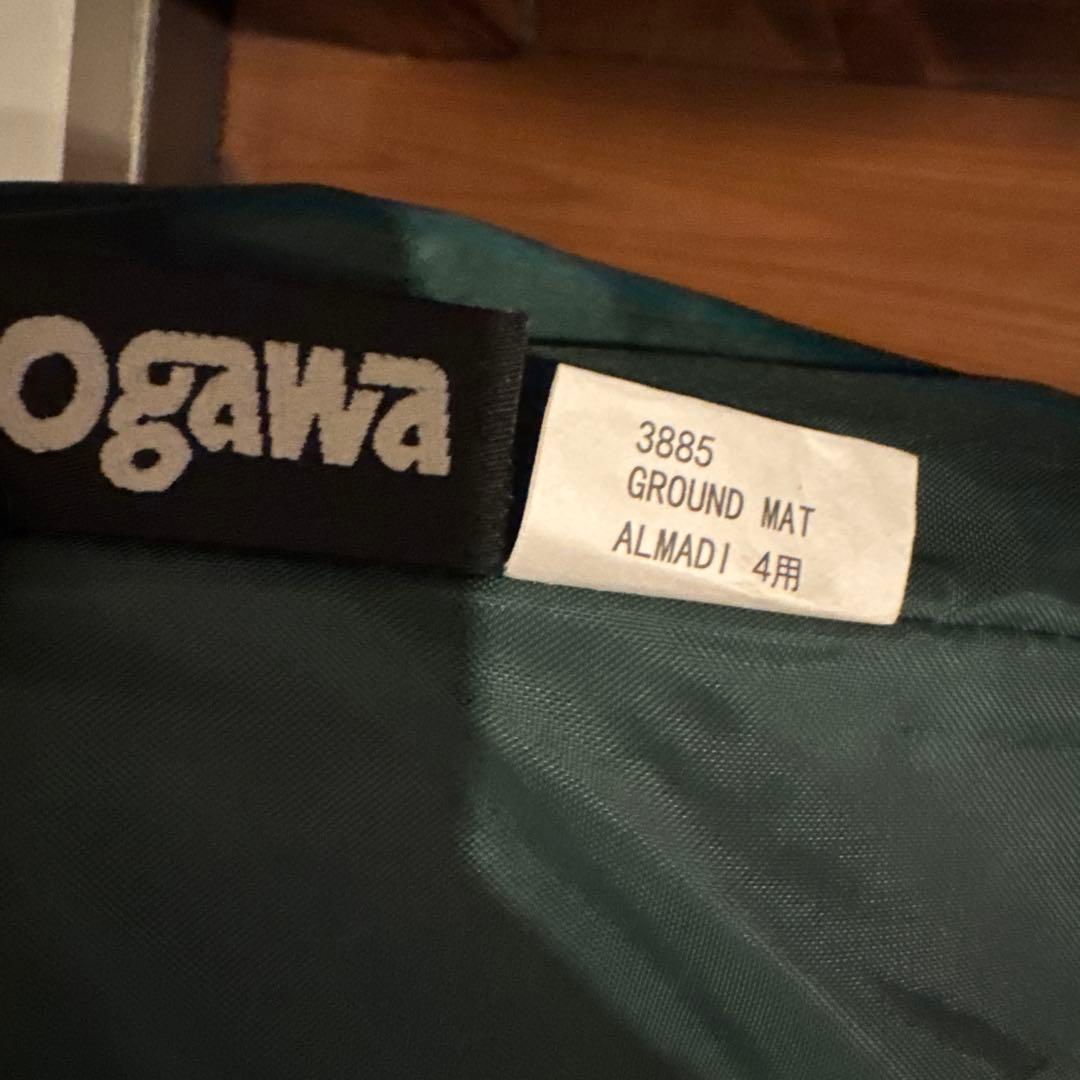 Ogawa
3885
GROUND MAT
ALMADI 4用